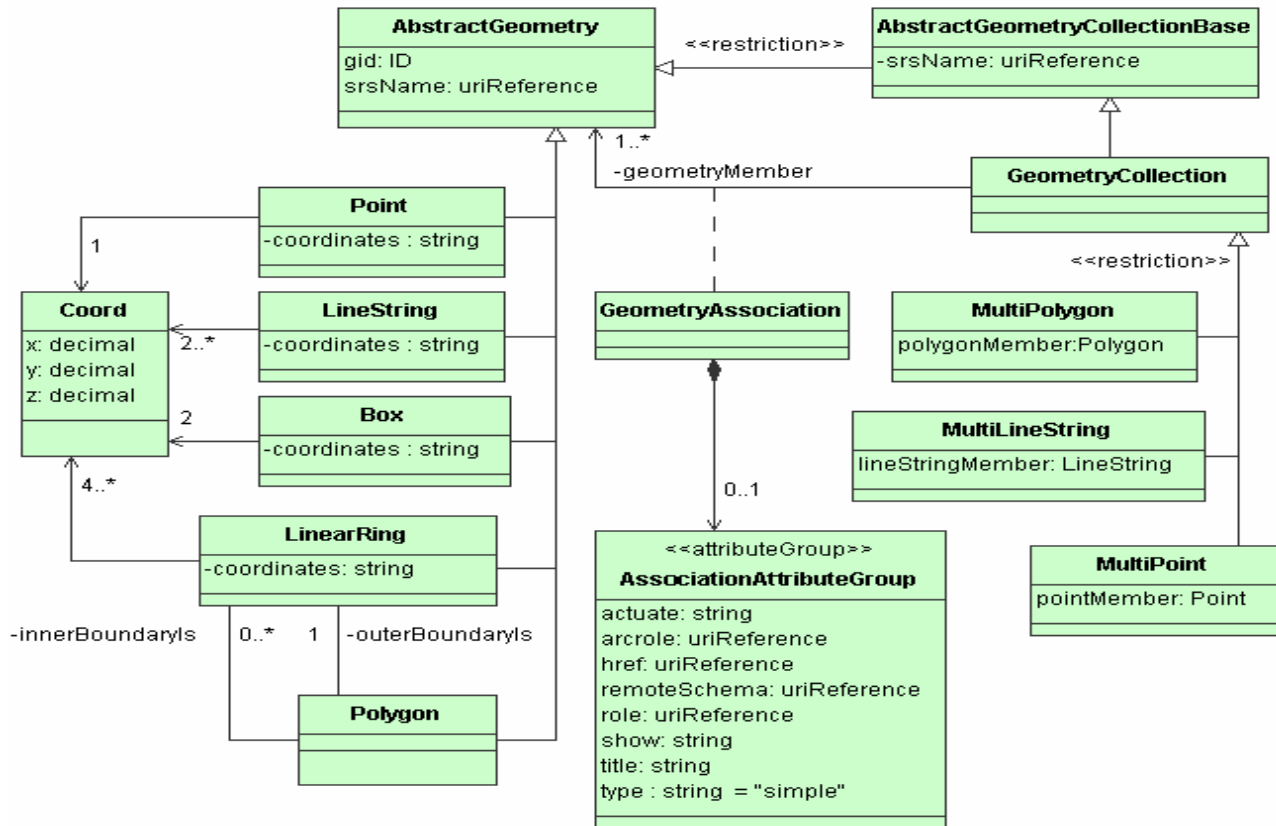 AbstractGeometry
gid: ID
srsName: uriReference
<<restriction>>
AbstractGeometryCollectionBase
-srsName: uriReference
1..*
-geometryMember
GeometryCollection
<<restriction>>
Point
-coordinates : string
1
Coord
x: decimal
y: decimal
z: decimal
LineString
-coordinates : string
2..*
Box
-coordinates : string
2
4..*
LinearRing
-coordinates: string
-innerBoundaryIs
0..*
1
-outerBoundaryIs
Polygon
GeometryAssociation
0..1
<<attributeGroup>>
AssociationAttributeGroup
actuate: string
arcrole: uriReference
href: uriReference
remoteSchema: uriReference
role: uriReference
show: string
title: string
type : string = "simple"
MultiPolygon
polygonMember:Polygon
MultiLineString
lineStringMember: LineString
MultiPoint
pointMember: Point